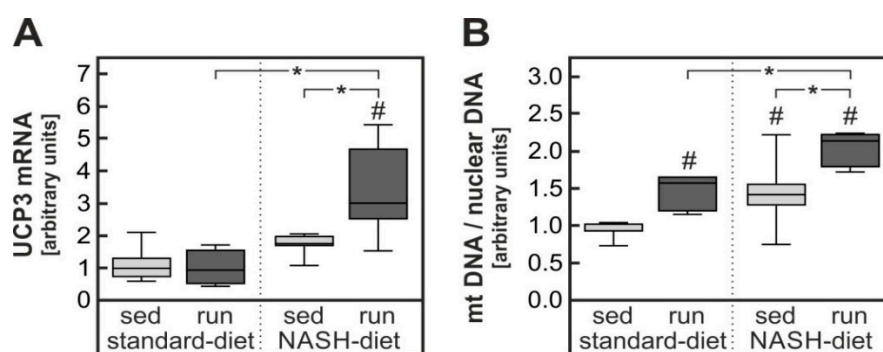 A
UCP3 mRNA
[arbitrary units]
7
6
5
4
3
2
1
0
*
*
#
sed run sed run
standard-diet NASH-diet
B
mt DNA / nuclear DNA
[arbitrary units]
3.0
2.5
2.0
1.5
1.0
0.5
0.0
*
*
# # #
sed run sed run
standard-diet NASH-diet